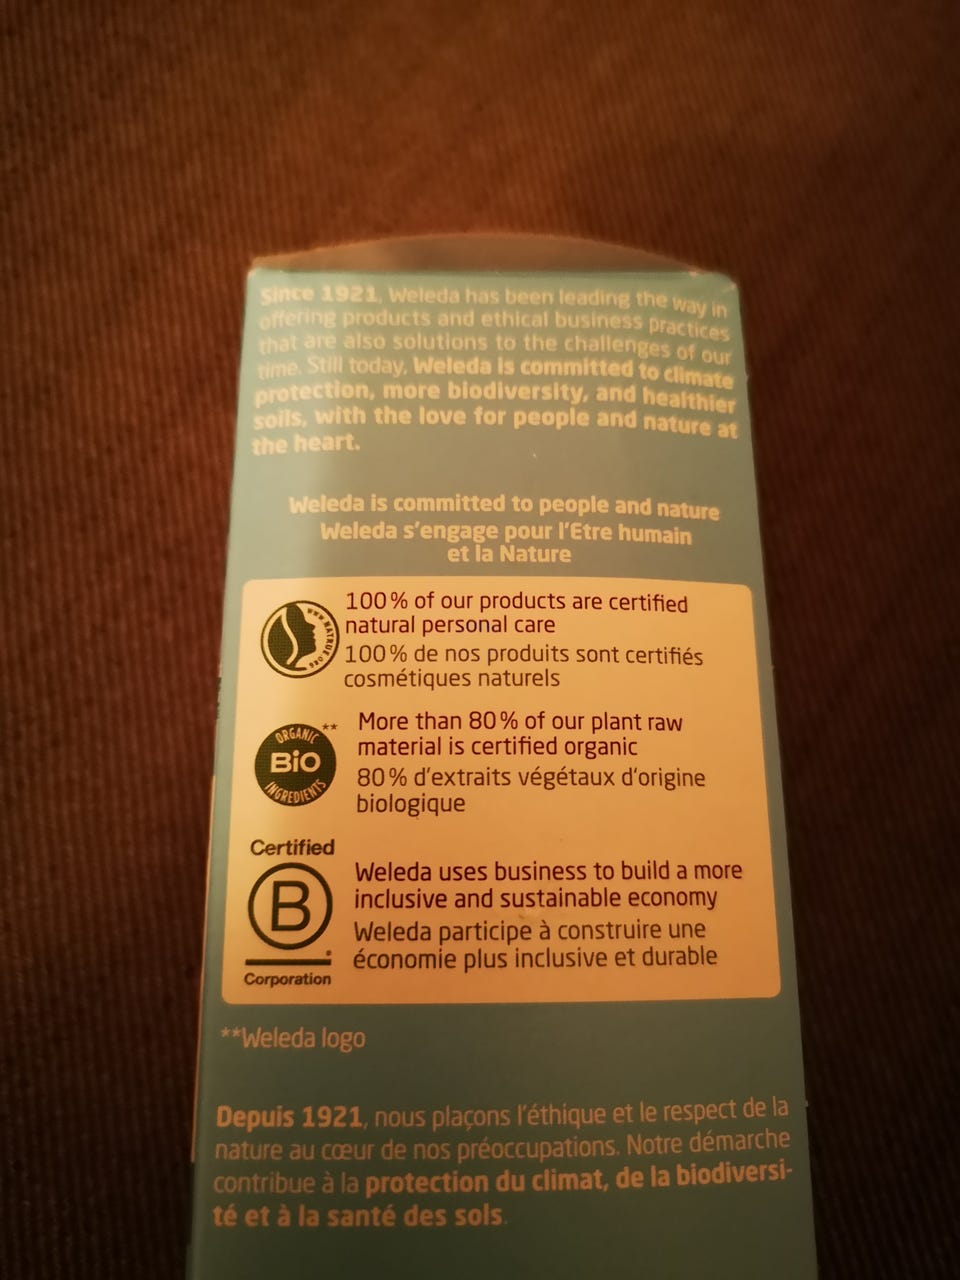 Since 1921, Weleda has been leading the way in
offering products and ethical business practices
that are also solutions to the challenges of our
time. Still today, Weleda is committed to climate
protection, more biodiversity, and healthier
soils, with the love for people and nature at
the heart.
Weleda is committed to people and nature
Weleda s'engage pour l'Etre humain
et la Nature
WWW.NATRUE.ORG
100% of our products are certified
natural personal care
100% de nos produits sont certifiés
cosmétiques naturels
ORGANIC
BiO
INGREDIENTS
**
More than 80% of our plant raw
material is certified organic
80% d'extraits végétaux d'origine
biologique
Certified
B
Corporation
Weleda uses business to build a more
inclusive and sustainable economy
Weleda participe à construire une
économie plus inclusive et durable
**Weleda logo
Depuis 1921, nous plaçons l'éthique et le respect de la
nature au cœur de nos préoccupations. Notre démarche
contribue à la protection du climat, de la biodiversi-
té et à la santé des sols.